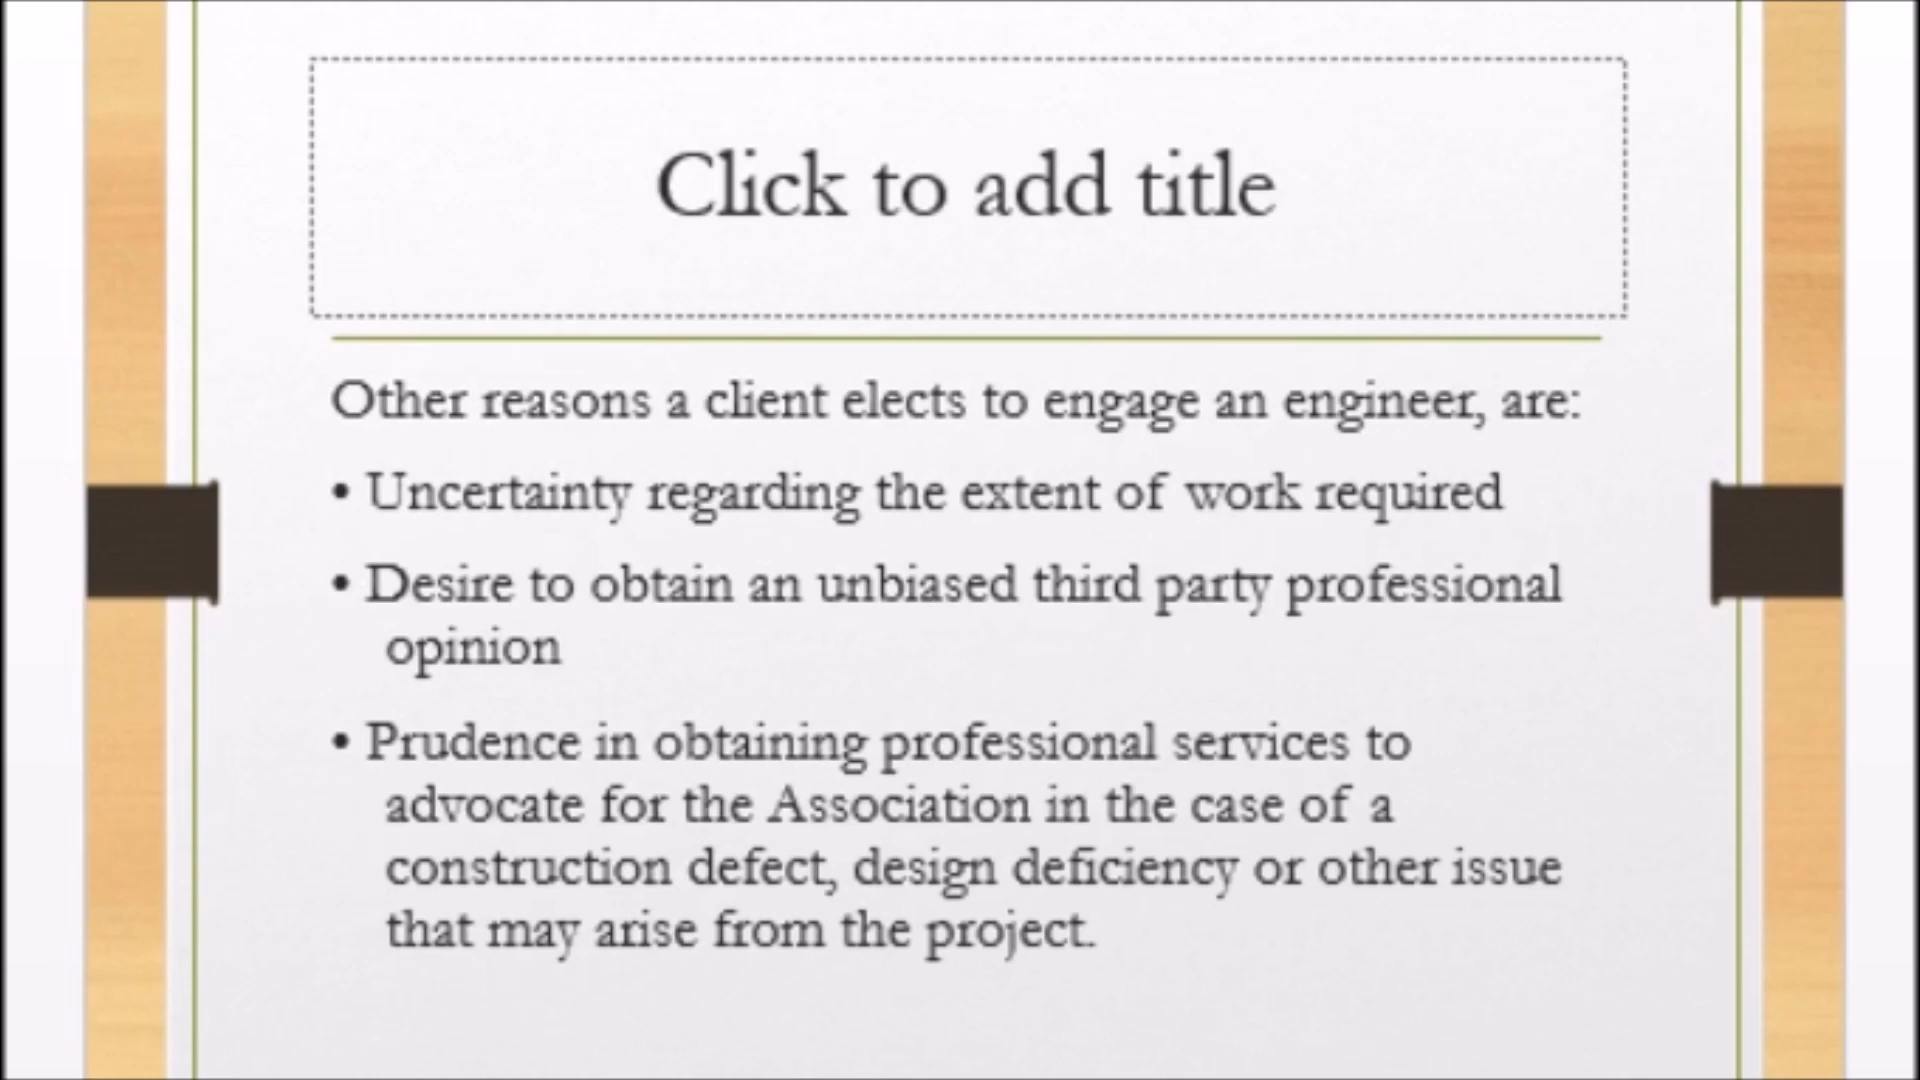 Click to add title
Other reasons a client elects to engage an engineer, are:
• Uncertainty regarding the extent of work required
• Desire to obtain an unbiased third party professional
opinion
• Prudence in obtaining professional services to
advocate for the Association in the case of a
construction defect, design deficiency or other issue
that may arise from the project.